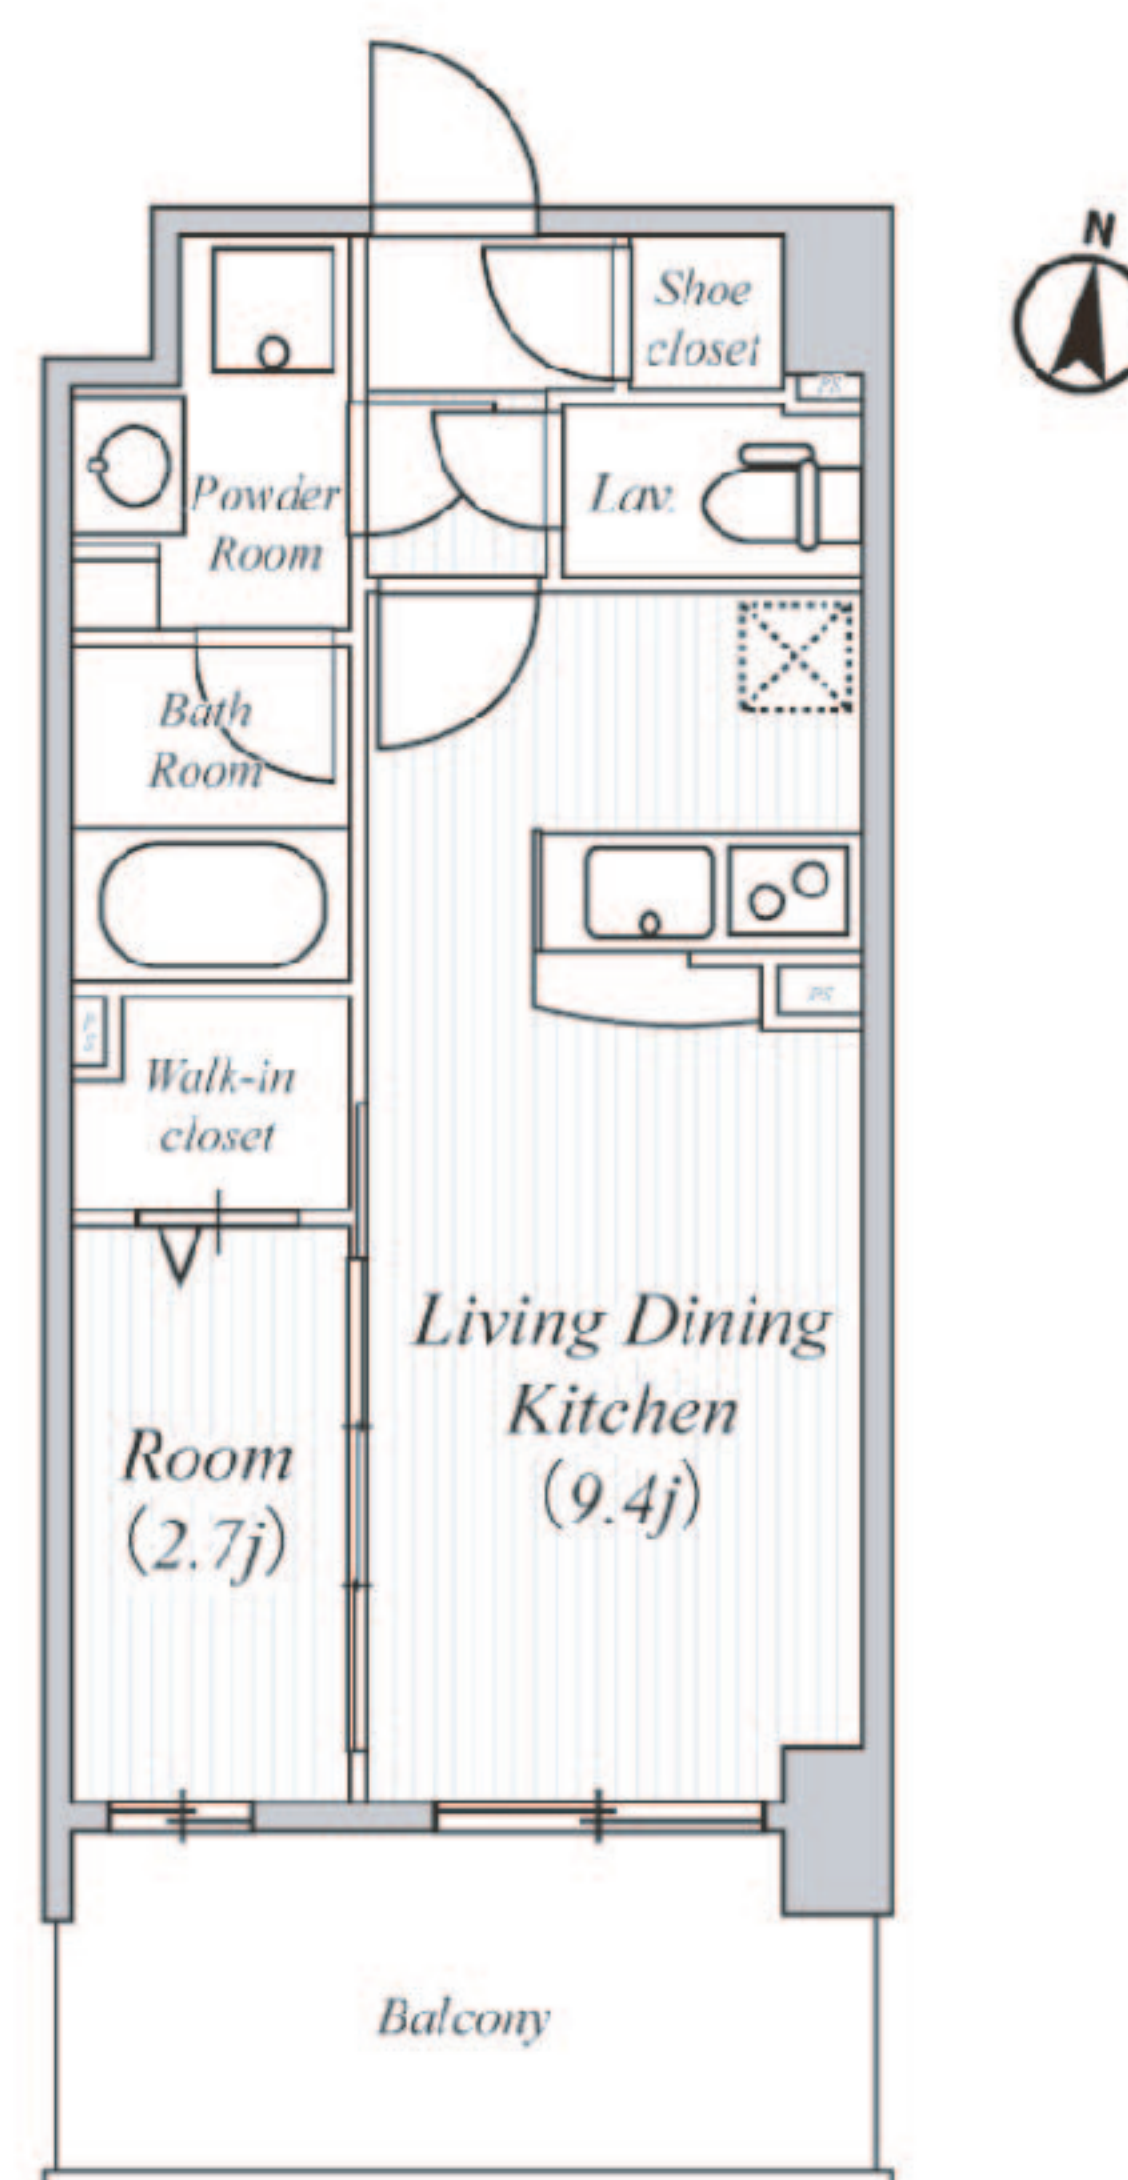 N
Shoe
closet
PS
Powder
Room
Lav.
Bath
Room
PS
PS
Walk-in
closet
Living Dining
Kitchen
(9.4j)
Room
(2.7j)
Balcony